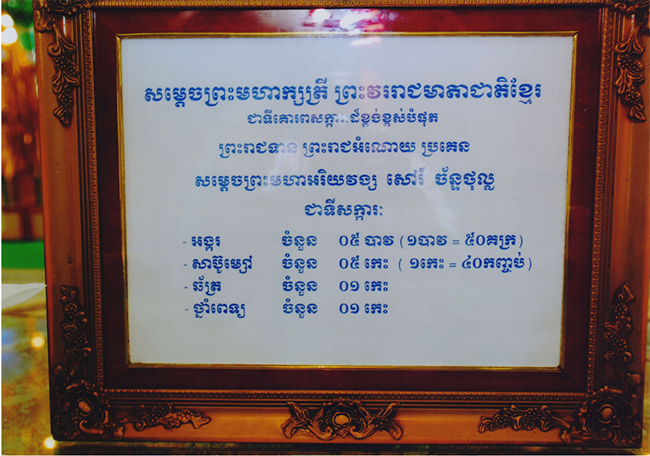 សម្តេចព្រះមហាក្សត្រី ព្រះវររាជមាតាជាតិខ្មែរ
ជាទីគោរពសក្ការៈដ៏ខ្ពង់ខ្ពស់បំផុត
ព្រះរាជទាន ព្រះរាជអំណោយ ប្រគេន
សម្តេចព្រះមហាអរិយវង្ស សៅរ៍ ច័ន្ទថុល្ល
ជាទីសក្ការៈ
- អង្ករ ចំនួន ០៥ បាវ (១បាវ = ៥០គក្រ)
- សាប៊ូម្សៅ ចំនួន ០៥ កេះ ( ១កេះ = ៤០កញ្ចប់)
- ឆ័ត្រ ចំនួន ០១ កេះ
- ថ្នាំពេទ្យ ចំនួន ០១ កេះ